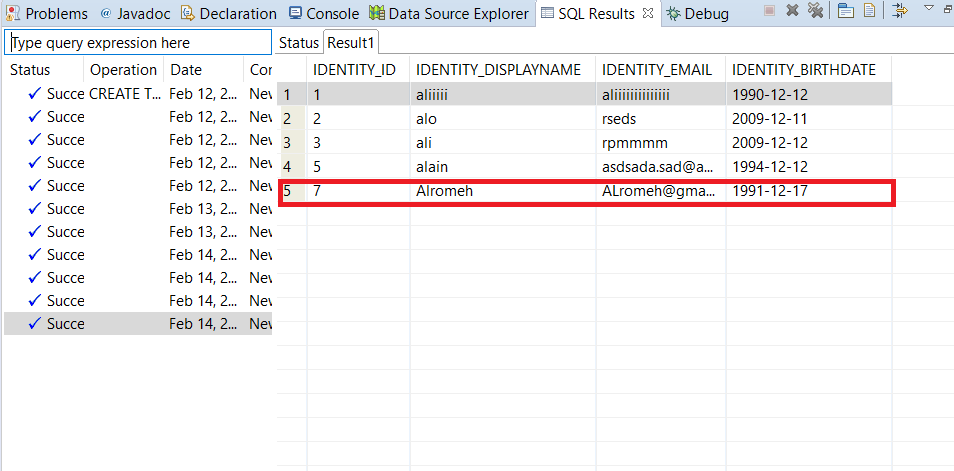 Problems @ Javadoc Declaration Console Data Source Explorer SQL Results Debug
Type query expression here
Status Result1
Status Operation Date Cor
IDENTITY_ID IDENTITY_DISPLAYNAME IDENTITY_EMAIL IDENTITY_BIRTHDATE
Succe CREATE T... Feb 12, 2... Nev
1 1 aliiiii aliiiiiiiiiiiiii 1990-12-12
Succe Feb 12, 2... Nev
2 2 alo rseds 2009-12-11
Succe Feb 12, 2... Nev
3 3 ali rpmmmm 2009-12-12
Succe Feb 12, 2... Nev
4 5 alain asdsada.sad@a... 1994-12-12
Succe Feb 12, 2... Nev
5 7 Alromeh ALromeh@gma... 1991-12-17
Succe Feb 13, 2... Nev
Succe Feb 13, 2... Nev
Succe Feb 14, 2... Nev
Succe Feb 14, 2... Nev
Succe Feb 14, 2... Nev
Succe Feb 14, 2... Nev